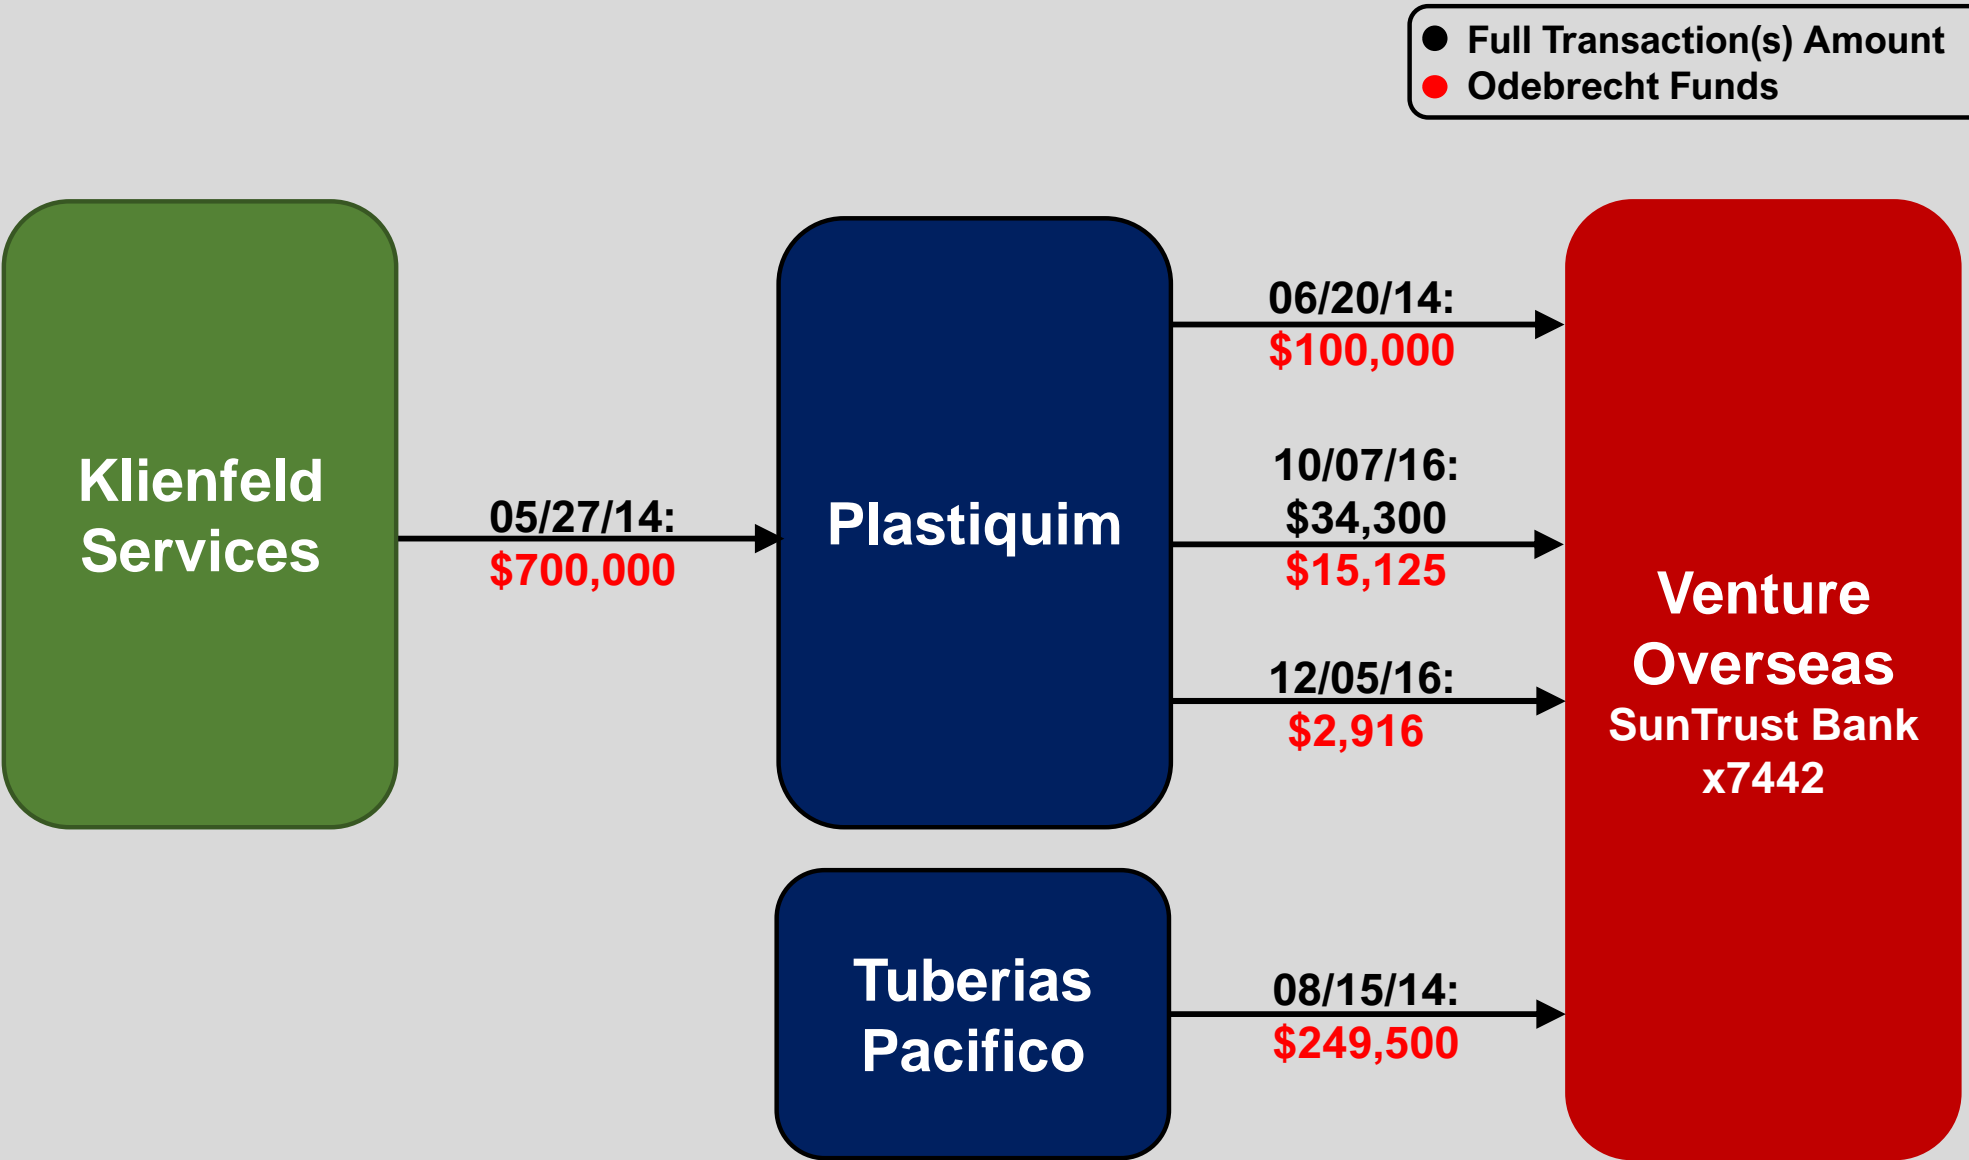 Full Transaction(s) Amount
Odebrecht Funds
Klienfeld
Services
05/27/14:
$700,000
Plastiquim
06/20/14:
$100,000
10/07/16:
$34,300
$15,125
12/05/16:
$2,916
Tuberias
Pacifico
08/15/14:
$249,500
Venture
Overseas
SunTrust Bank
x7442